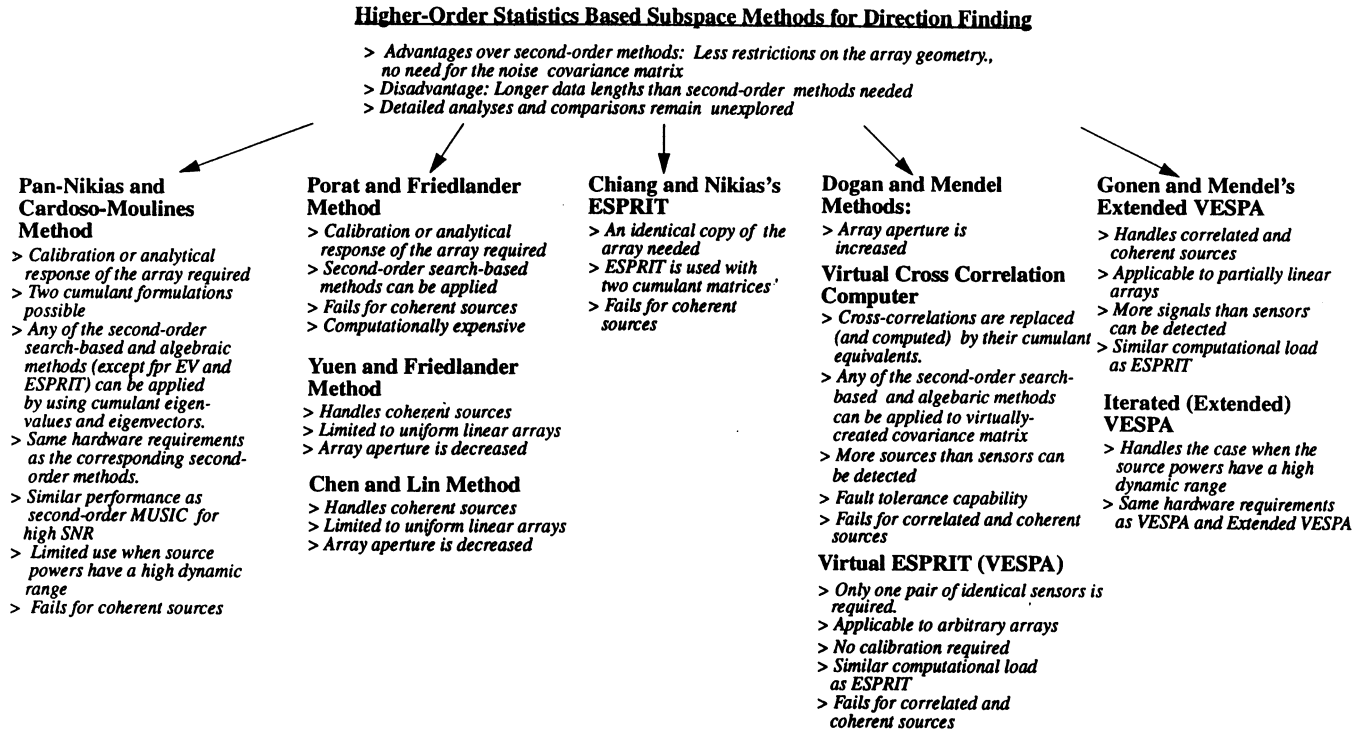 Higher-Order Statistics Based Subspace Methods for Direction Finding
> Advantages over second-order methods: Less restrictions on the array geometry.,
no need for the noise covariance matrix
> Disadvantage: Longer data lengths than second-order methods needed
> Detailed analyses and comparisons remain unexplored
Pan-Nikias and
Cardoso-Moulines
Method
> Calibration or analytical
response of the array required
> Two cumulant formulations
possible
> Any of the second-order
search-based and algebraic
methods (except fpr EV and
ESPRIT) can be applied
by using cumulant eigen-
values and eigenvectors.
> Same hardware requirements
as the corresponding second-
order methods.
> Similar performance as
second-order MUSIC for
high SNR
> Limited use when source
powers have a high dynamic
range
> Fails for coherent sources
Porat and Friedlander
Method
> Calibration or analytical
response of the array required
> Second-order search-based
methods can be applied
> Fails for coherent sources
> Computationally expensive
Yuen and Friedlander
Method
> Handles coherent sources
> Limited to uniform linear arrays
> Array aperture is decreased
Chen and Lin Method
> Handles coherent sources
> Limited to uniform linear arrays
> Array aperture is decreased
Chiang and Nikias's
ESPRIT
> An identical copy of the
array needed
> ESPRIT is used with
two cumulant matrices
> Fails for coherent
sources
Dogan and Mendel
Methods:
> Array aperture is
increased
Virtual Cross Correlation
Computer
> Cross-correlations are replaced
(and computed) by their cumulant
equivalents.
> Any of the second-order search-
based and algebaric methods
can be applied to virtually-
created covariance matrix
> More sources than sensors can
be detected
> Fault tolerance capability
> Fails for correlated and coherent
sources
Virtual ESPRIT (VESPA)
> Only one pair of identical sensors is
required.
> Applicable to arbitrary arrays
> No calibration required
> Similar computational load
as ESPRIT
> Fails for correlated and
coherent sources
Gonen and Mendel's
Extended VESPA
> Handles correlated and
coherent sources
> Applicable to partially linear
arrays
> More signals than sensors
can be detected
> Similar computational load
as ESPRIT
Iterated (Extended)
VESPA
> Handles the case when the
source powers have a high
dynamic range
> Same hardware requirements
as VESPA and Extended VESPA